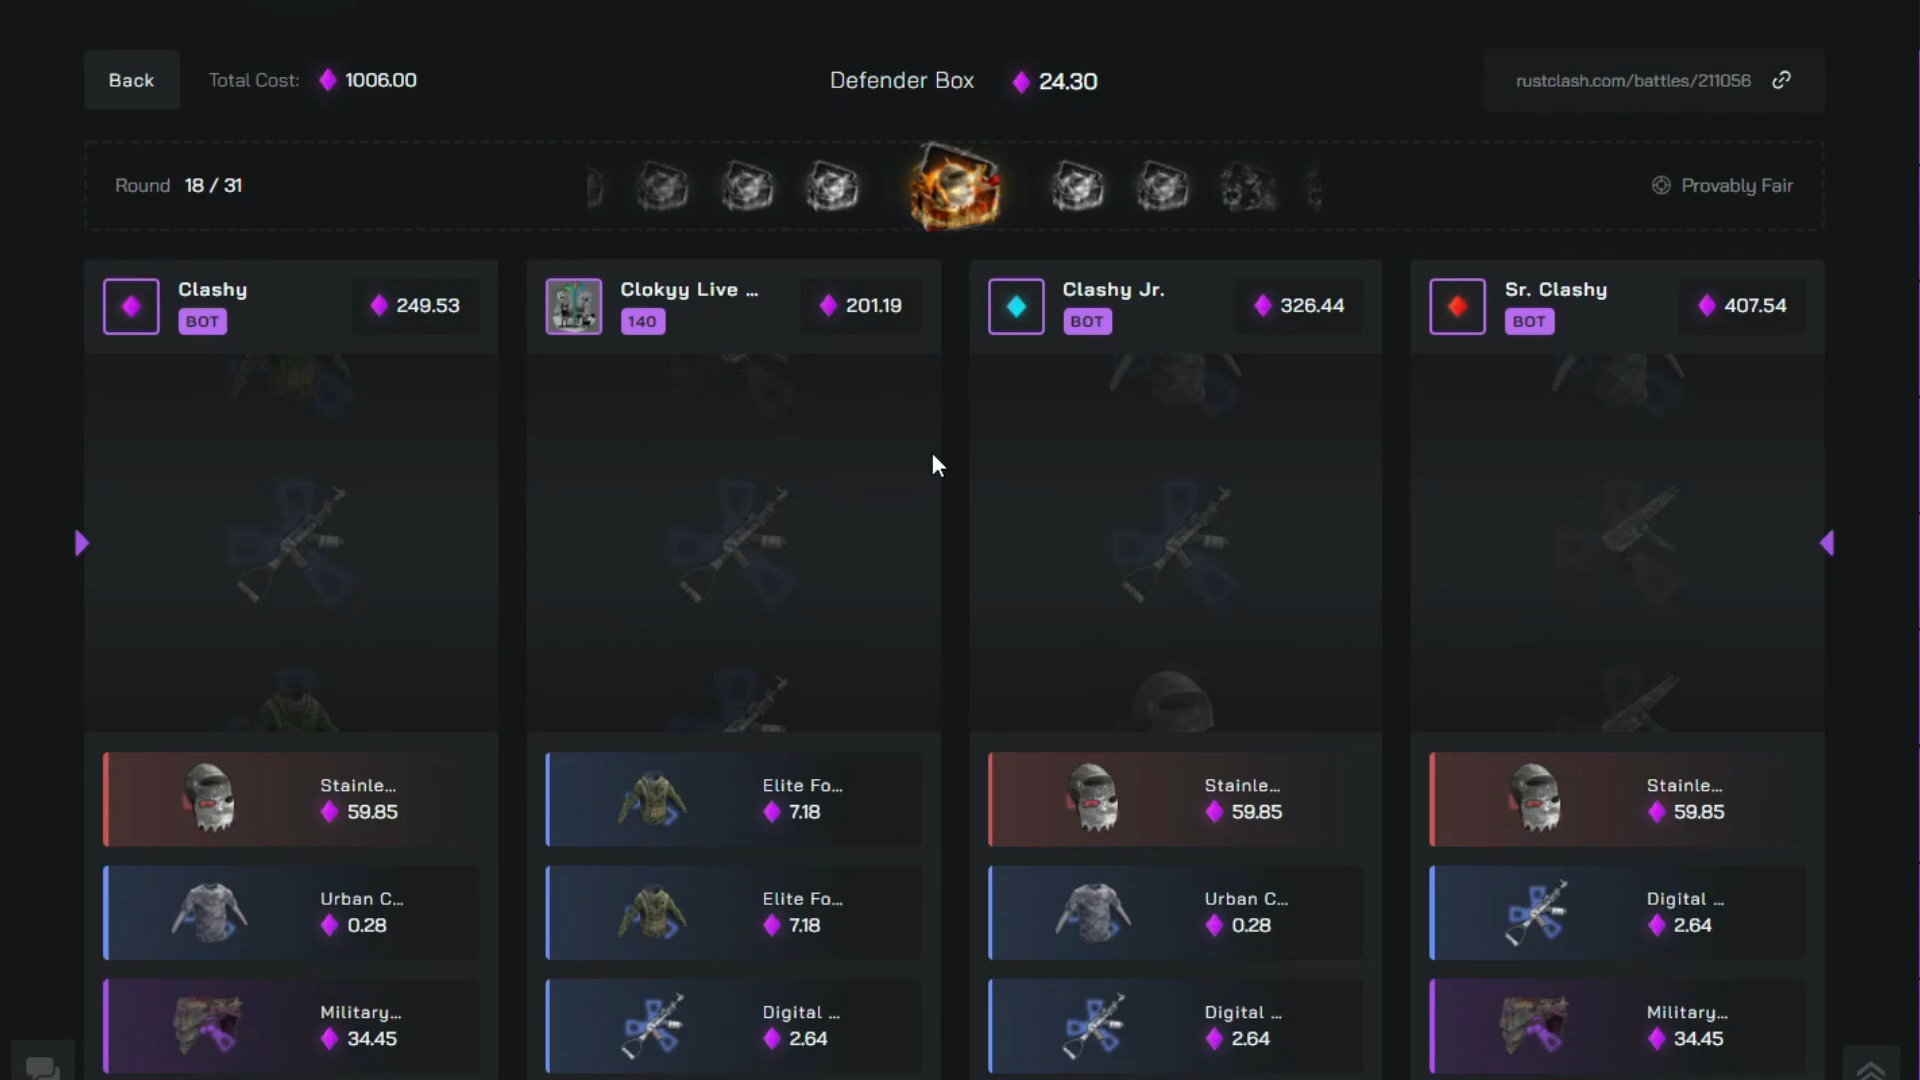 Back
Total Cost: 1006.00
Defender Box 24.30
rustclash.com/battles/211056
Round 18 / 31
Provably Fair
Clashy
BOT
249.53
Clokyy Live ...
140
201.19
Clashy Jr.
BOT
326.44
Sr. Clashy
BOT
407.54
Stainle...
59.85
Elite Fo...
7.18
Stainle...
59.85
Stainle...
59.85
Urban C...
0.28
Elite Fo...
7.18
Urban C...
0.28
Digital ...
2.64
Military...
34.45
Digital ...
2.64
Digital ...
2.64
Military...
34.45